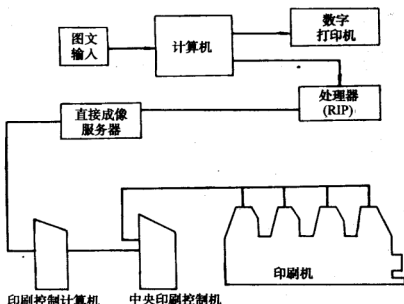 图文
输入
计算机
数字
打印机
处理器
(RIP)
直接成像
服务器
印刷机
印刷控制计算机
中央印刷控制机